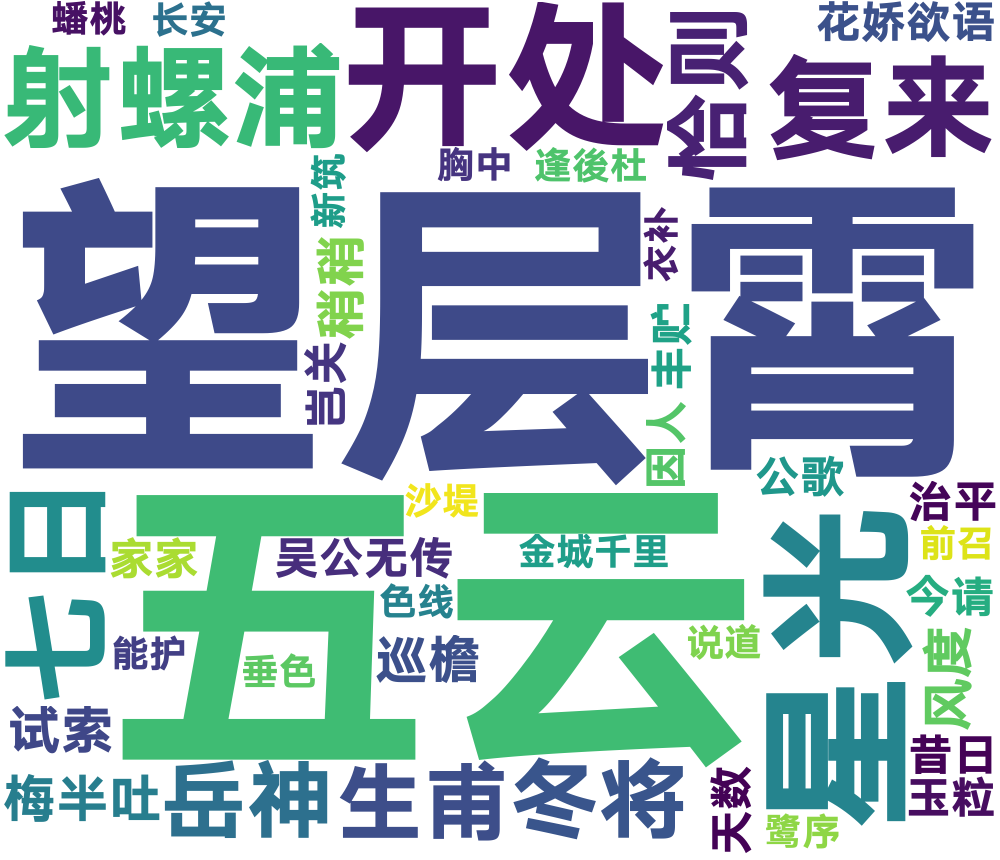 蟠桃
长安
开处
恰则
花娇欲语
射螺浦
复来
胸中
逢後杜
新筑
望层霄
衣补
稍稍
丰贮
岂关
因人
公歌
七日
沙堤
治平
五云
星光
前召
家家
吴公无传
金城千里
今请
色线
能护
垂色
巡檐
说道
风度
试索
昔日
梅半吐
岳神
生甫
冬将
天数
玉粒
鹭序